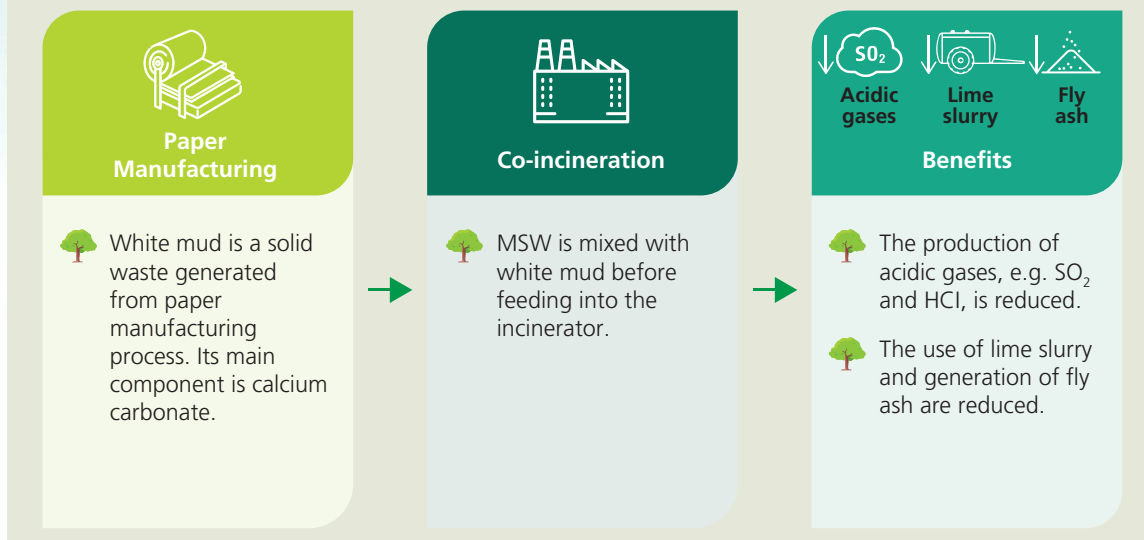 Paper
Manufacturing
White mud is a solid
waste generated
from paper
manufacturing
process. Its main
component is calcium
carbonate.
Co-incineration
MSW is mixed with
white mud before
feeding into the
incinerator.
SO₂
Acidic
gases
Lime
slurry
Fly
ash
Benefits
The production of
acidic gases, e.g. SO₂
and HCl, is reduced.
The use of lime slurry
and generation of fly
ash are reduced.